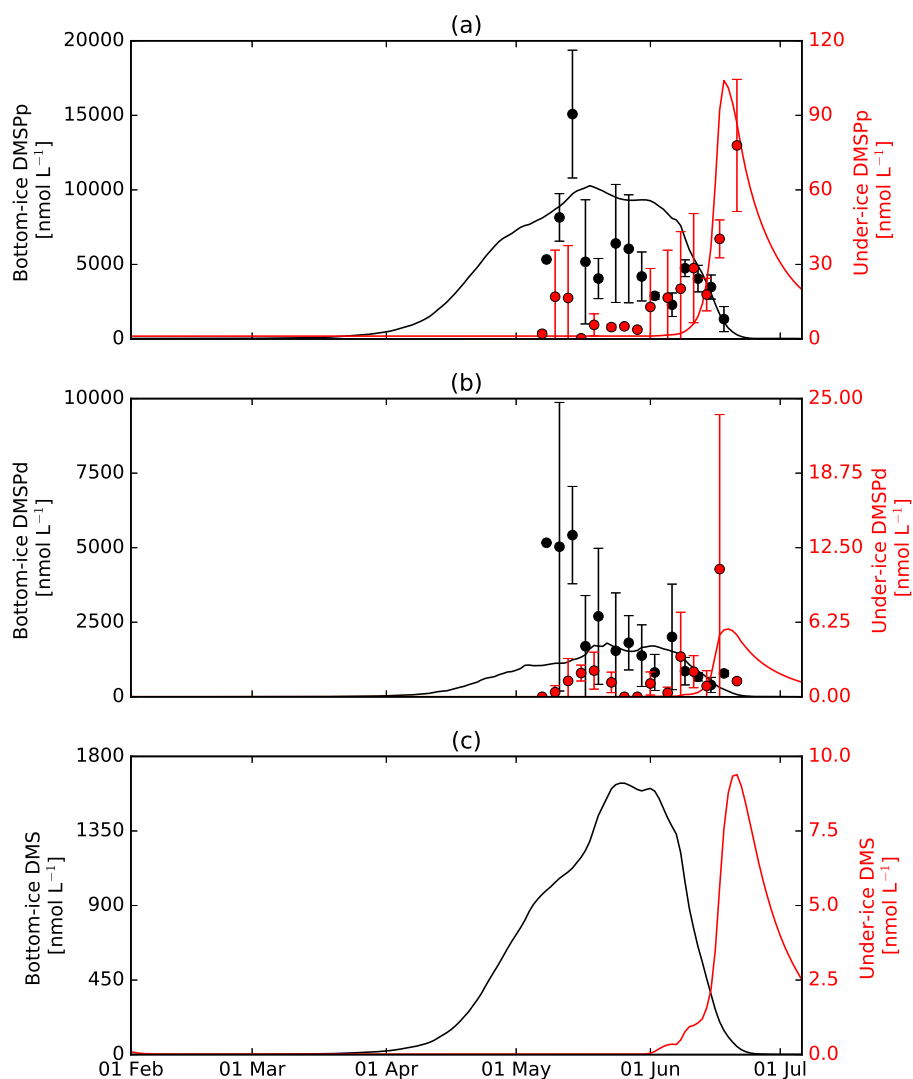 (a)
20000
15000
10000
5000
0
Bottom-ice DMSPp
[nmol L⁻¹]
120
90
60
30
0
Under-ice DMSPp
[nmol L⁻¹]
(b)
10000
7500
5000
2500
0
Bottom-ice DMSPd
[nmol L⁻¹]
25.00
18.75
12.50
6.25
0.00
Under-ice DMSPd
[nmol L⁻¹]
(c)
1800
1350
900
450
0
Bottom-ice DMS
[nmol L⁻¹]
10.0
7.5
5.0
2.5
0.0
Under-ice DMS
[nmol L⁻¹]
01 Feb 01 Mar 01 Apr 01 May 01 Jun 01 Jul